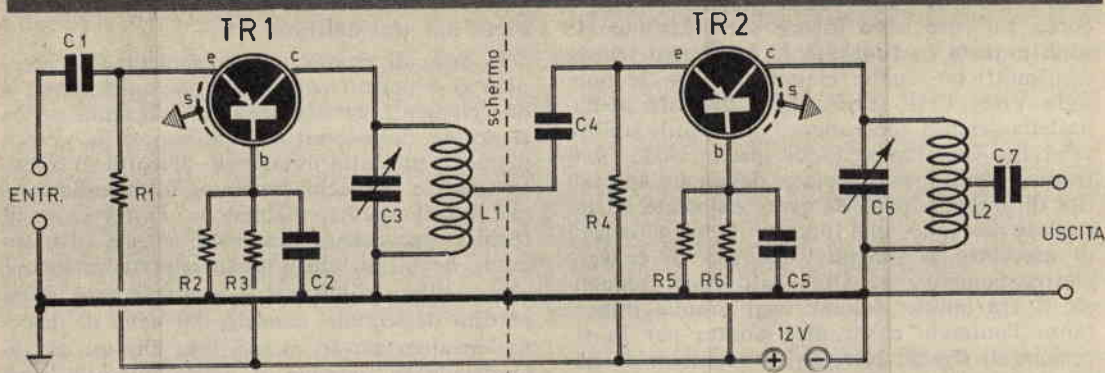 TR1
TR2
C1
e
c
s
b
schermo
C4
e
c
s
b
ENTR.
R1
C3
L1
R4
C6
L2
C7
USCITA
R2
R3
C2
R5
R6
C5
12 V
+
−